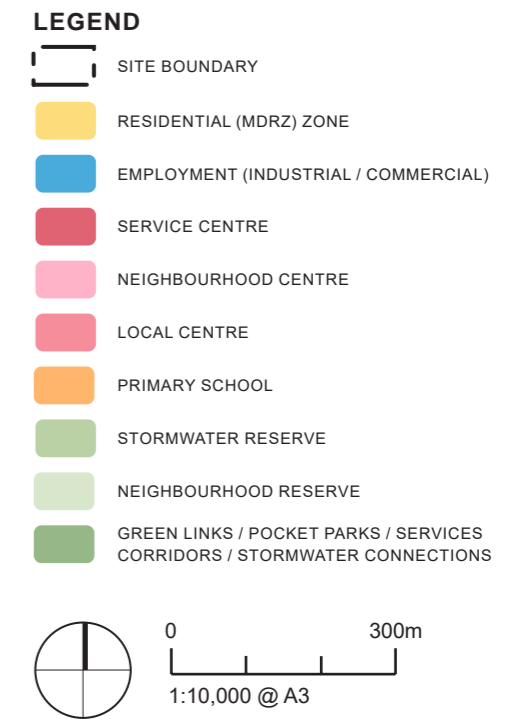 LEGEND
SITE BOUNDARY
RESIDENTIAL (MDRZ) ZONE
EMPLOYMENT (INDUSTRIAL / COMMERCIAL)
SERVICE CENTRE
NEIGHBOURHOOD CENTRE
LOCAL CENTRE
PRIMARY SCHOOL
STORMWATER RESERVE
NEIGHBOURHOOD RESERVE
GREEN LINKS / POCKET PARKS / SERVICES
CORRIDORS / STORMWATER CONNECTIONS
0 300m
1:10,000 @ A3